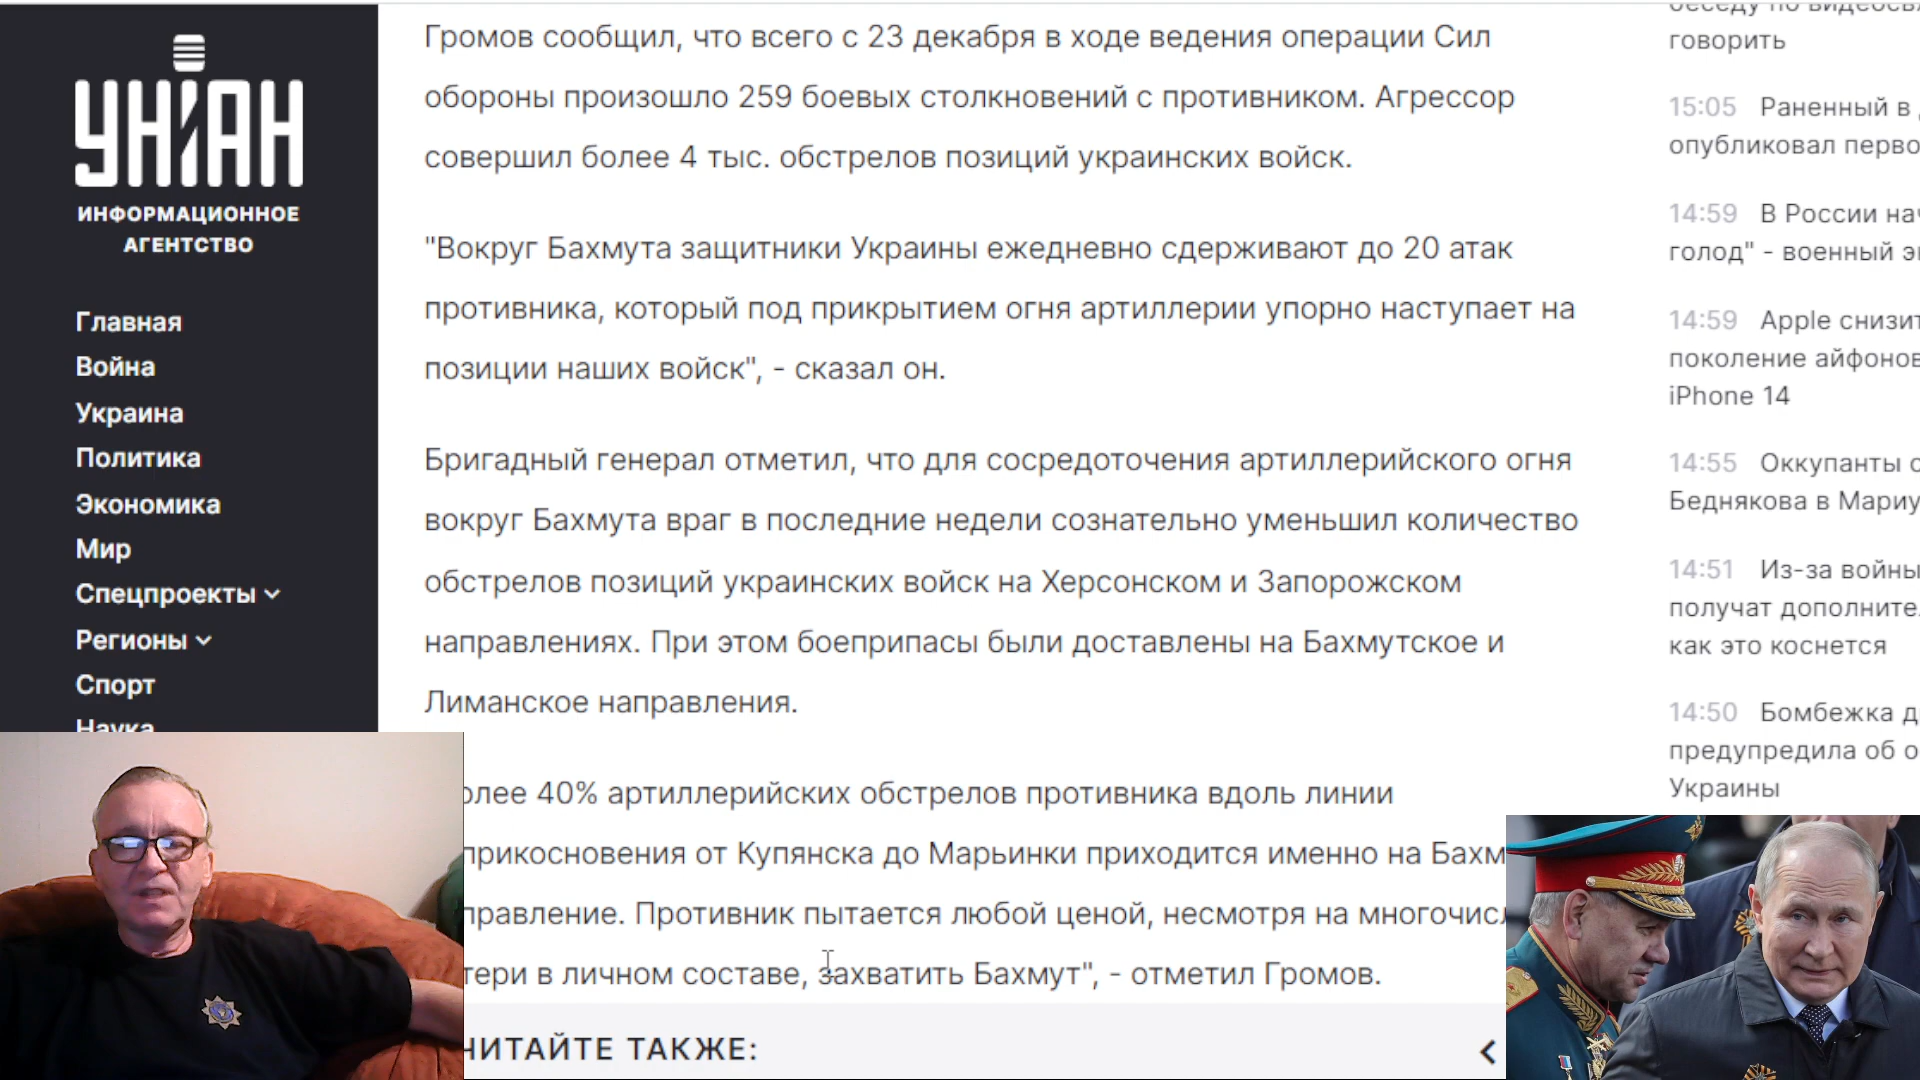 УНІАН
ИНФОРМАЦИОННОЕ
АГЕНТСТВО
Главная
Война
Украина
Политика
Экономика
Мир
Спецпроекты
Регионы
Спорт
Наука
Громов сообщил, что всего с 23 декабря в ходе ведения операции Сил
обороны произошло 259 боевых столкновений с противником. Агрессор
совершил более 4 тыс. обстрелов позиций украинских войск.
"Вокруг Бахмута защитники Украины ежедневно сдерживают до 20 атак
противника, который под прикрытием огня артиллерии упорно наступает на
позиции наших войск", - сказал он.
Бригадный генерал отметил, что для сосредоточения артиллерийского огня
вокруг Бахмута враг в последние недели сознательно уменьшил количество
обстрелов позиций украинских войск на Херсонском и Запорожском
направлениях. При этом боеприпасы были доставлены на Бахмутское и
Лиманское направления.
олее 40% артиллерийских обстрелов противника вдоль линии
прикосновения от Купянска до Марьинки приходится именно на Бахм
правление. Противник пытается любой ценой, несмотря на многочис
тери в личном составе, захватить Бахмут", - отметил Громов.
ЧИТАЙТЕ ТАКЖЕ:
беседу по видеосв
говорить
15:05 Раненный в
опубликовал перво
14:59 В России нач
голод" - военный э
14:59 Apple снизит
поколение айфонов
iPhone 14
14:55 Оккупанты с
Беднякова в Мариу
14:51 Из-за войны
получат дополните
как это коснется
14:50 Бомбежка д
предупредила об о
Украины